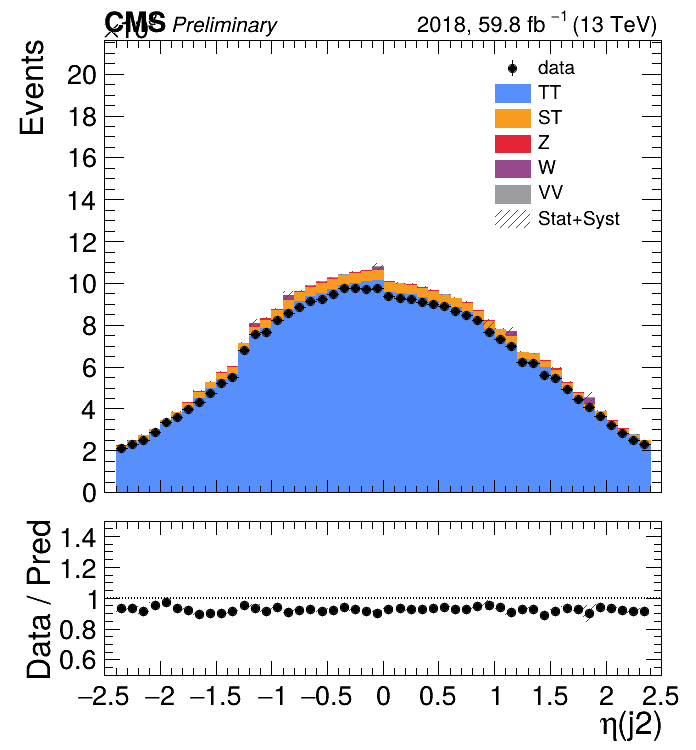 CMS Preliminary 2018, 59.8 fb⁻¹ (13 TeV)
Events
20
18
16
14
12
10
8
6
4
2
0
data
TT
ST
Z
W
VV
Stat+Syst
Data / Pred
1.4
1.2
1
0.8
0.6
−2.5 −2 −1.5 −1 −0.5 0 0.5 1 1.5 2 2.5
η(j2)